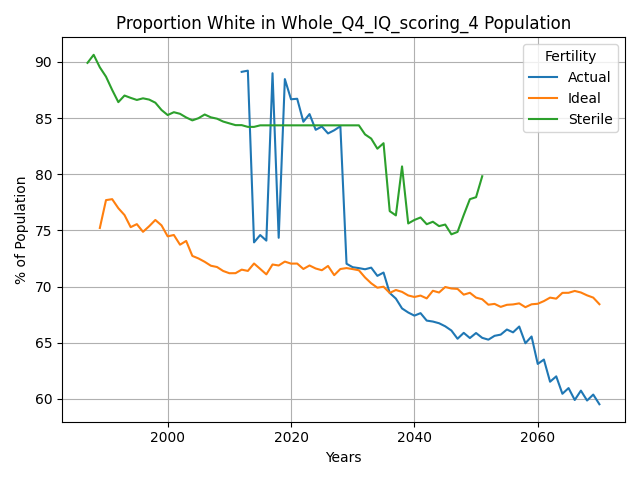 Proportion White in Whole_Q4_IQ_scoring_4 Population
Fertility
Actual
Ideal
Sterile
% of Population
90
85
80
75
70
65
60
2000
2020
2040
2060
Years